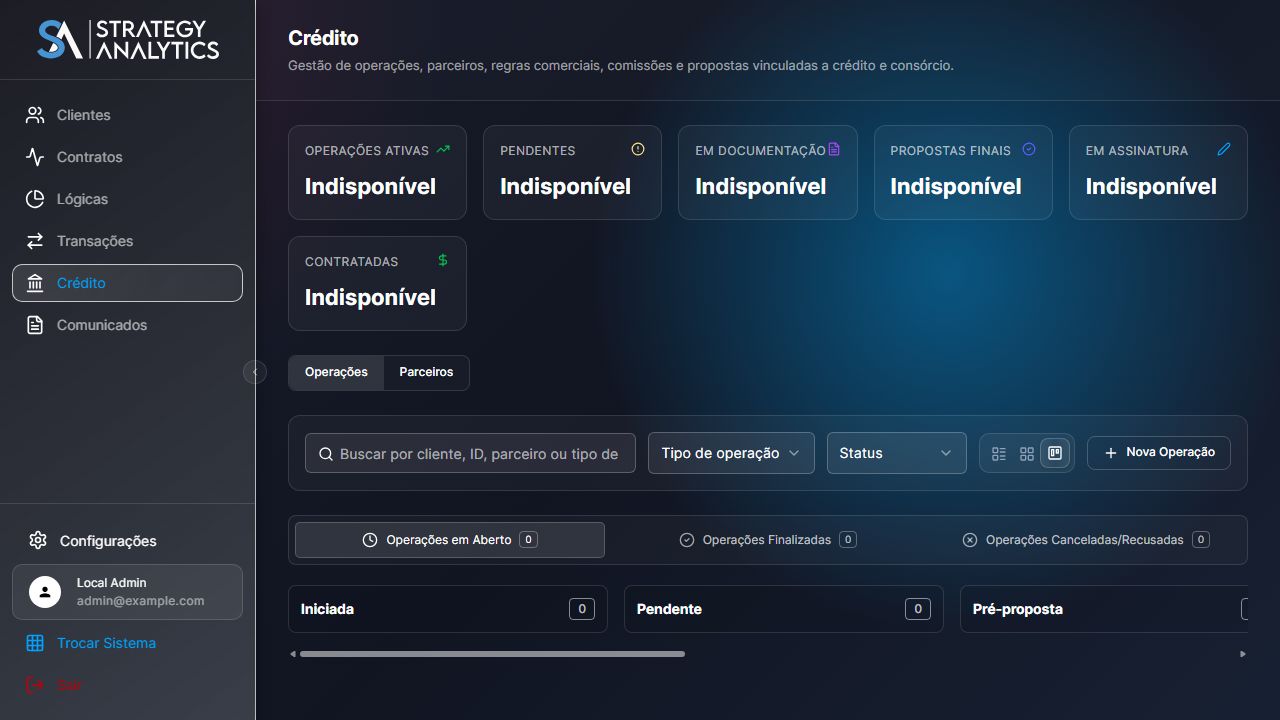 STRATEGY
ANALYTICS
Clientes
Contratos
Lógicas
Transações
Crédito
Comunicados
Configurações
Local Admin
admin@example.com
Trocar Sistema
Sair
Crédito
Gestão de operações, parceiros, regras comerciais, comissões e propostas vinculadas a crédito e consórcio.
OPERAÇÕES ATIVAS
Indisponível
PENDENTES
Indisponível
EM DOCUMENTAÇÃO
Indisponível
PROPOSTAS FINAIS
Indisponível
EM ASSINATURA
Indisponível
CONTRATADAS
Indisponível
Operações Parceiros
Buscar por cliente, ID, parceiro ou tipo de
Tipo de operação
Status
Nova Operação
Operações em Aberto 0
Operações Finalizadas 0
Operações Canceladas/Recusadas 0
Iniciada 0
Pendente 0
Pré-proposta